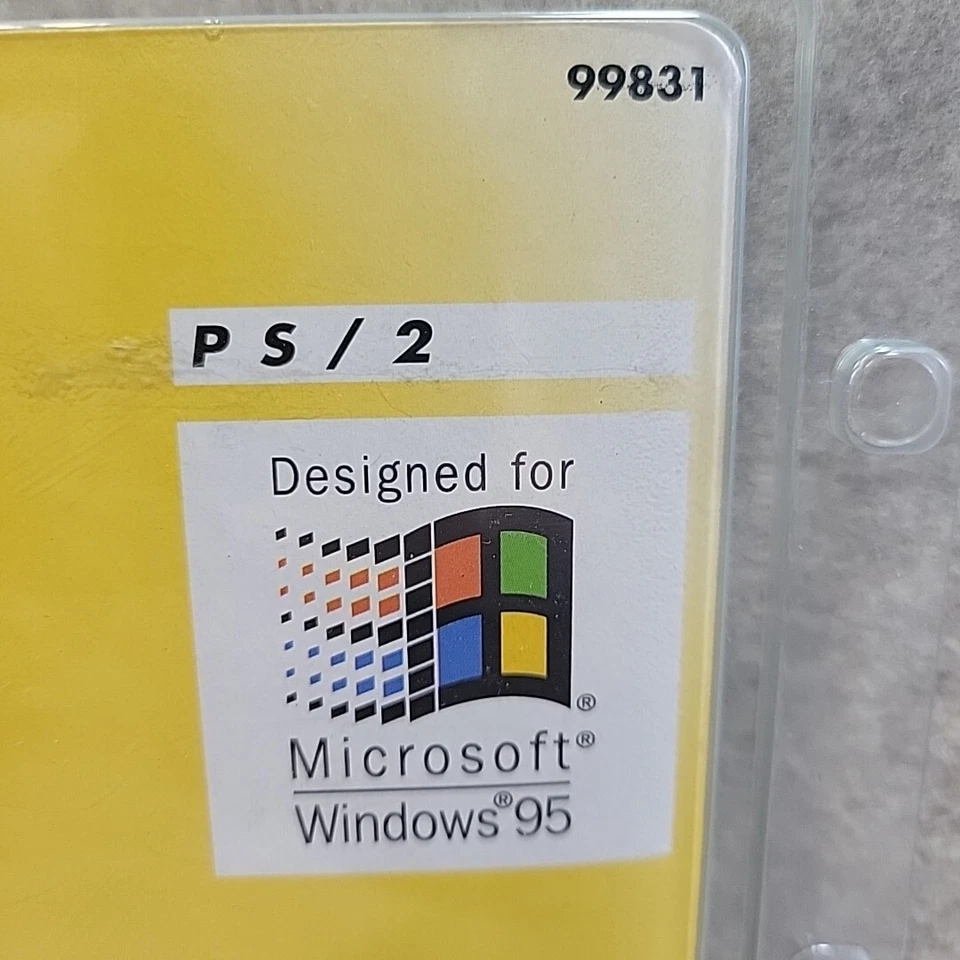 99831
PS/2
Designed for
®
Microsoft®
Windows®95